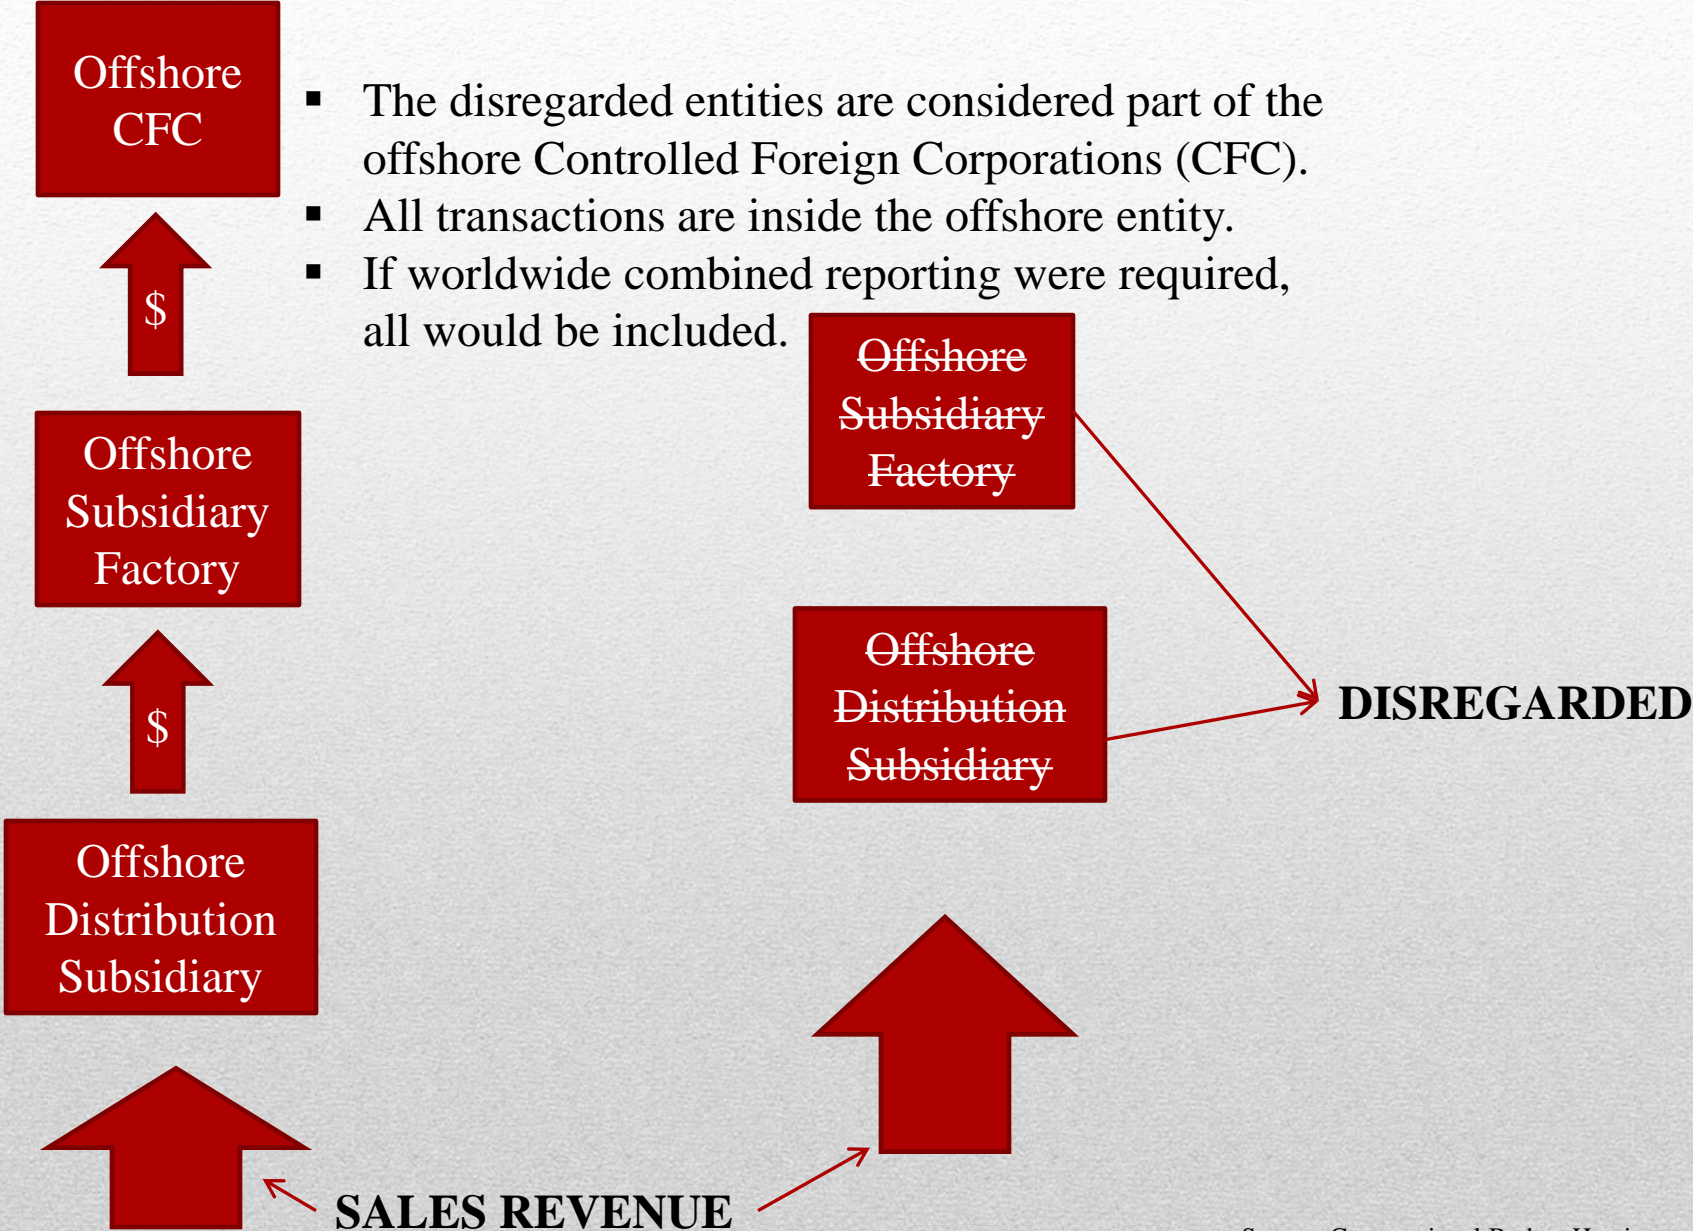 Offshore
CFC
▪ The disregarded entities are considered part of the
offshore Controlled Foreign Corporations (CFC).
▪ All transactions are inside the offshore entity.
▪ If worldwide combined reporting were required,
all would be included.
$
Offshore
Subsidiary
Factory
$
Offshore
Distribution
Subsidiary
Offshore
Subsidiary
Factory
Offshore
Distribution
Subsidiary
DISREGARDED
SALES REVENUE